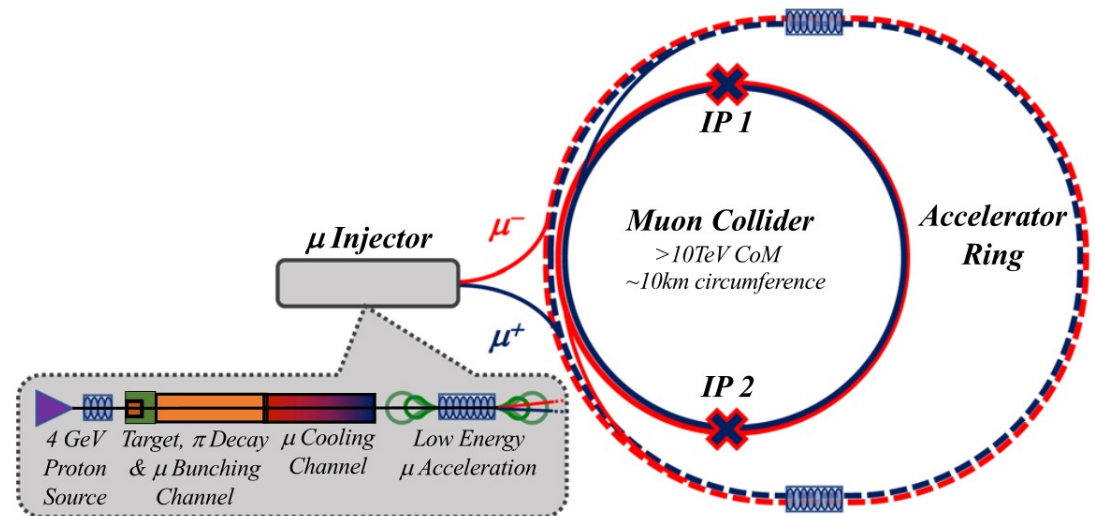 IP 1
μ⁻
μ Injector
Muon Collider
>10TeV CoM
~10km circumference
Accelerator
Ring
μ⁺
IP 2
4 GeV
Proton
Source
Target, π Decay
& μ Bunching
Channel
μ Cooling
Channel
Low Energy
μ Acceleration